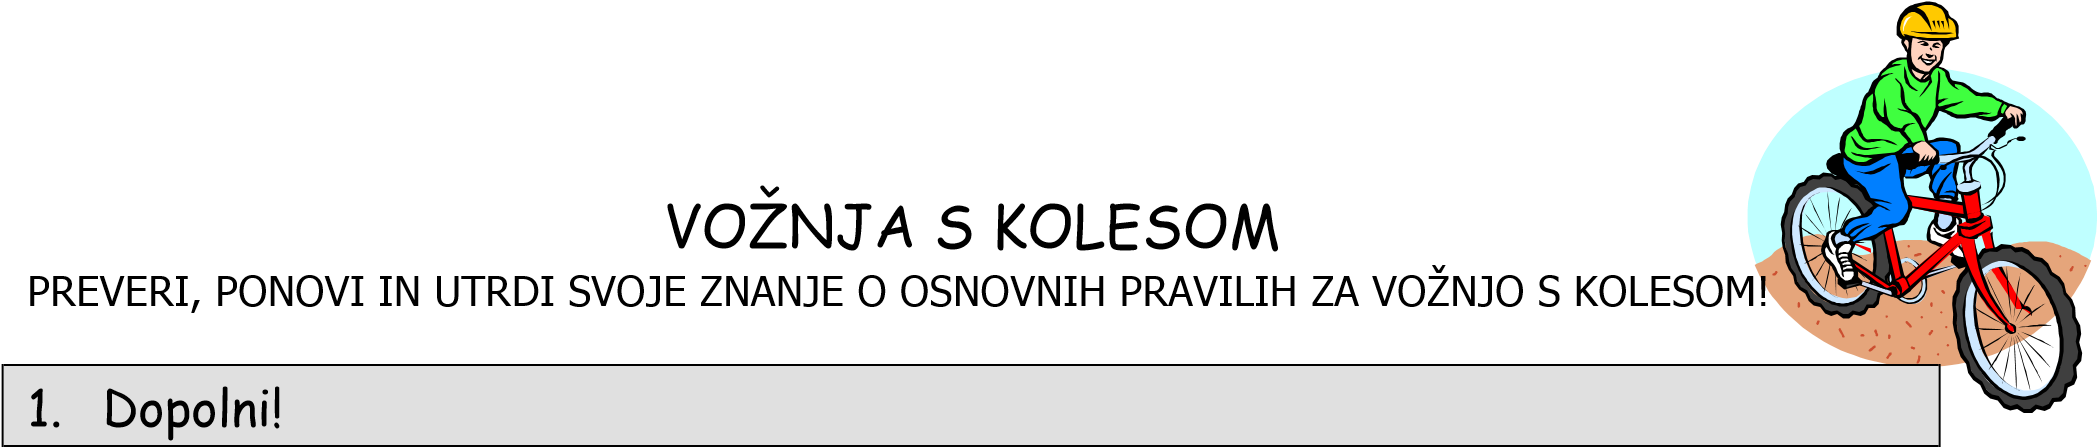 VOŽNJA S KOLESOM
PREVERI, PONOVI IN UTRDI SVOJE ZNANJE O OSNOVNIH PRAVILIH ZA VOŽNJO S KOLESOM!
1. Dopolni!